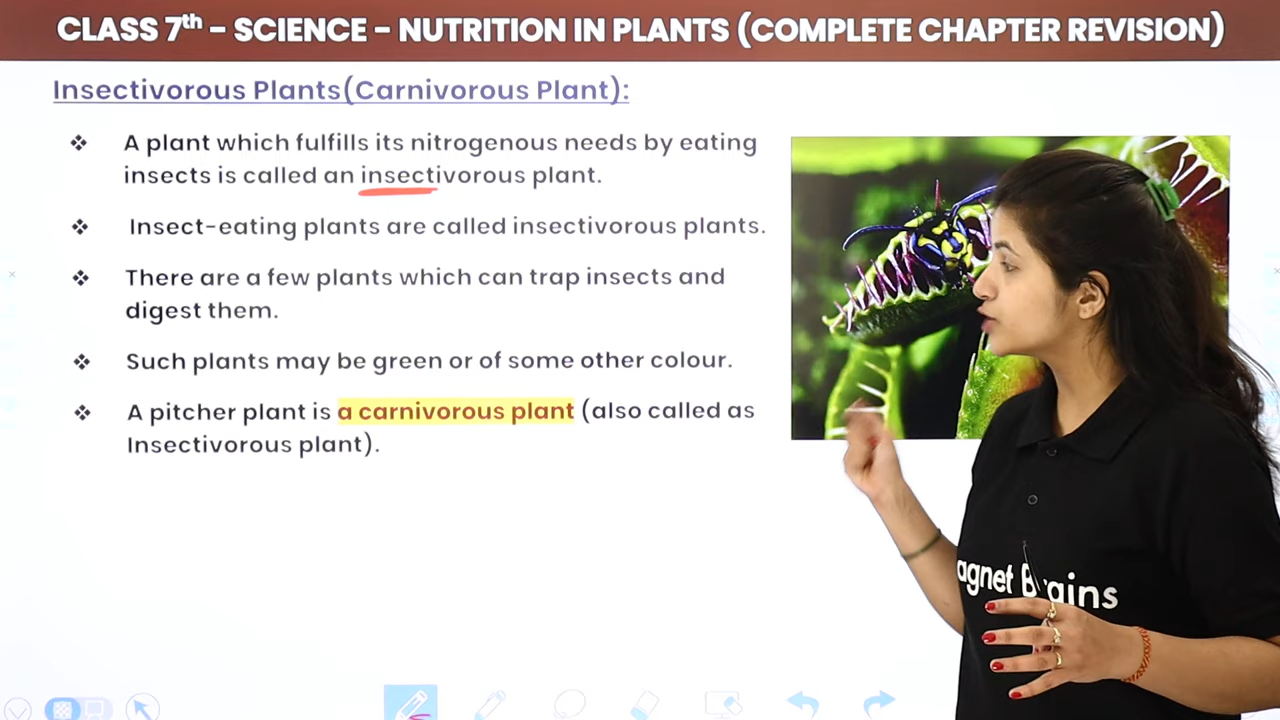 CLASS 7th – SCIENCE – NUTRITION IN PLANTS (COMPLETE CHAPTER REVISION)
Insectivorous Plants(Carnivorous Plant):
❖ A plant which fulfills its nitrogenous needs by eating
insects is called an insectivorous plant.
❖ Insect-eating plants are called insectivorous plants.
❖ There are a few plants which can trap insects and
digest them.
❖ Such plants may be green or of some other colour.
❖ A pitcher plant is a carnivorous plant (also called as
Insectivorous plant).
agnet Brains